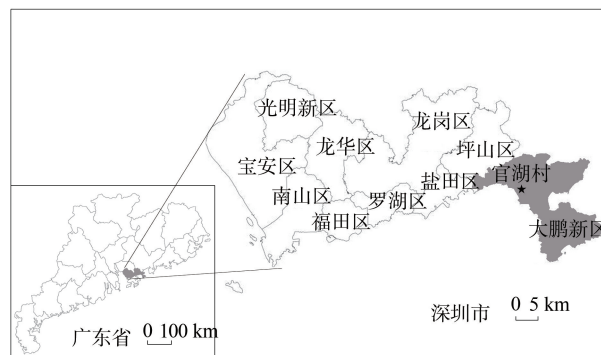 光明新区
龙岗区
龙华区
坪山区
宝安区
官湖村
盐田区
南山区
罗湖区
福田区
大鹏新区
深圳市
0 5 km
广东省
0 100 km